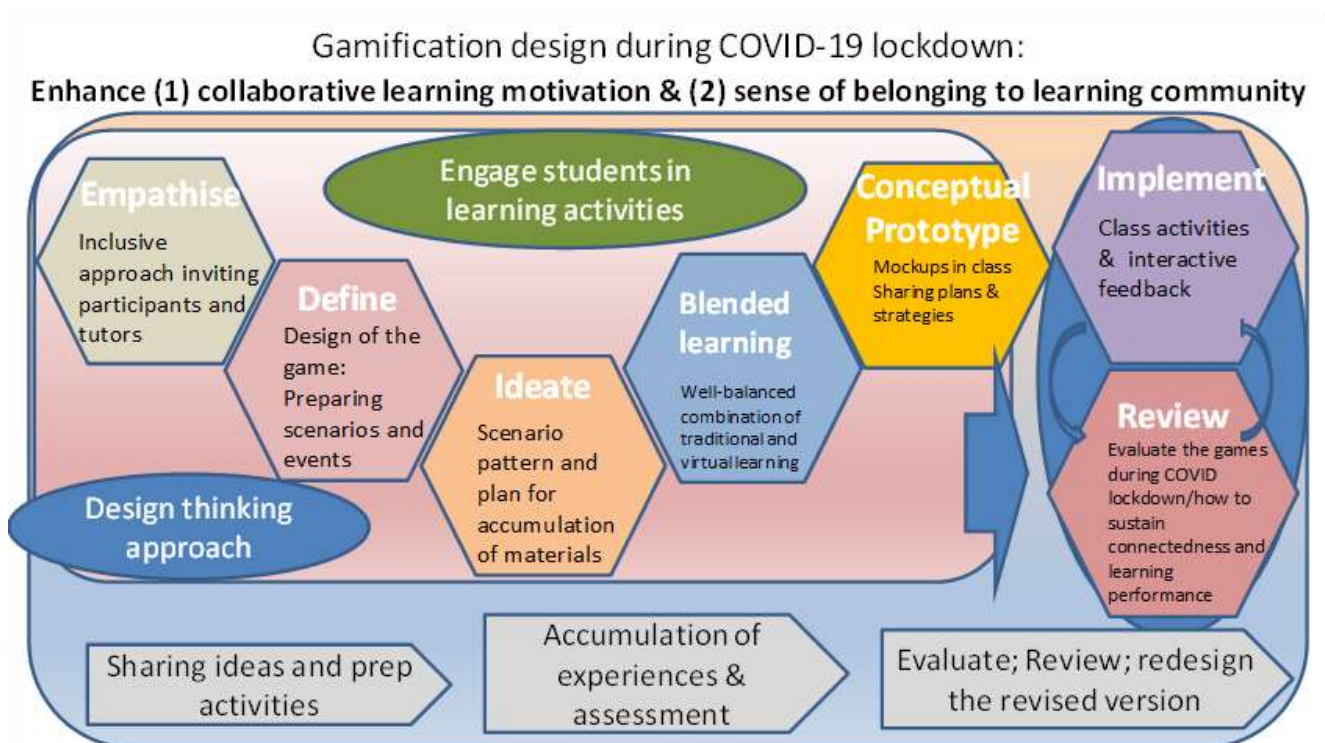 Gamification design during COVID-19 lockdown:
Enhance (1) collaborative learning motivation & (2) sense of belonging to learning community
Empathise
Inclusive
approach inviting
participants and
tutors
Define
Design of the
game:
Preparing
scenarios and
events
Engage students in
learning activities
Ideate
Scenario
pattern and
plan for
accumulation
of materials
Blended
learning
Well-balanced
combination of
traditional and
virtual learning
Conceptual
Prototype
Mockups in class
Sharing plans &
strategies
Implement
Class activities
& interactive
feedback
Review
Evaluate the games
during COVID
lockdown/how to
sustain
connectedness and
learning
performance
Design thinking
approach
Sharing ideas and prep
activities
Accumulation of
experiences &
assessment
Evaluate; Review; redesign
the revised version